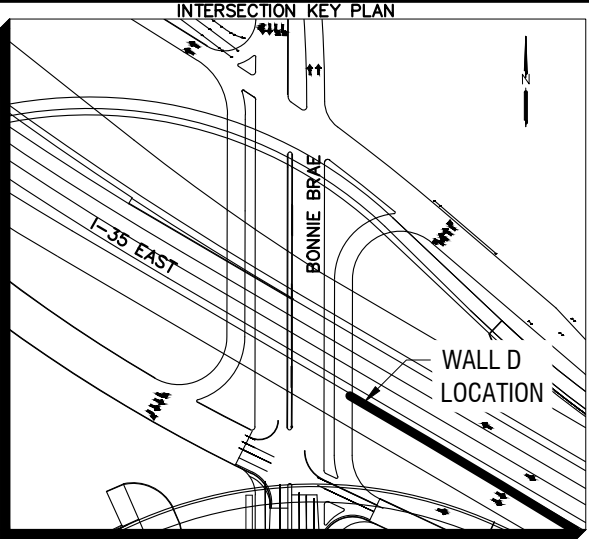 INTERSECTION KEY PLAN
N
BONNIE BRAE
I-35 EAST
WALL D
LOCATION